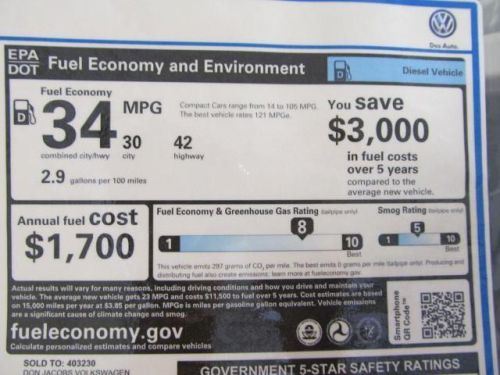 Das Auto.
EPA
DOT
Fuel Economy and Environment
Diesel Vehicle
Fuel Economy
D
34
MPG
combined city/hwy
30
city
42
highway
2.9 gallons per 100 miles
Compact Cars range from 14 to 105 MPG.
The best vehicle rates 121 MPGe.
You save
$3,000
in fuel costs
over 5 years
compared to the
average new vehicle.
Annual fuel cost
$1,700
Fuel Economy & Greenhouse Gas Rating (tailpipe only)
1
8
10
Best
Smog Rating (tailpipe only)
1
5
10
Best
This vehicle emits 297 grams of CO2 per mile. The best emits 0 grams per mile (tailpipe only). Producing and
distributing fuel also create emissions; learn more at fueleconomy.gov.
Actual results will vary for many reasons, including driving conditions and how you drive and maintain your
vehicle. The average new vehicle gets 23 MPG and costs $11,500 to fuel over 5 years. Cost estimates are based
on 15,000 miles per year at $3.85 per gallon. MPGe is miles per gasoline gallon equivalent. Vehicle emissions
are a significant cause of climate change and smog.
fueleconomy.gov
Calculate personalized estimates and compare vehicles
Smartphone
QR Code™
SOLD TO: 403230
DON JACOBS VOLKSWAGEN
GOVERNMENT 5-STAR SAFETY RATINGS